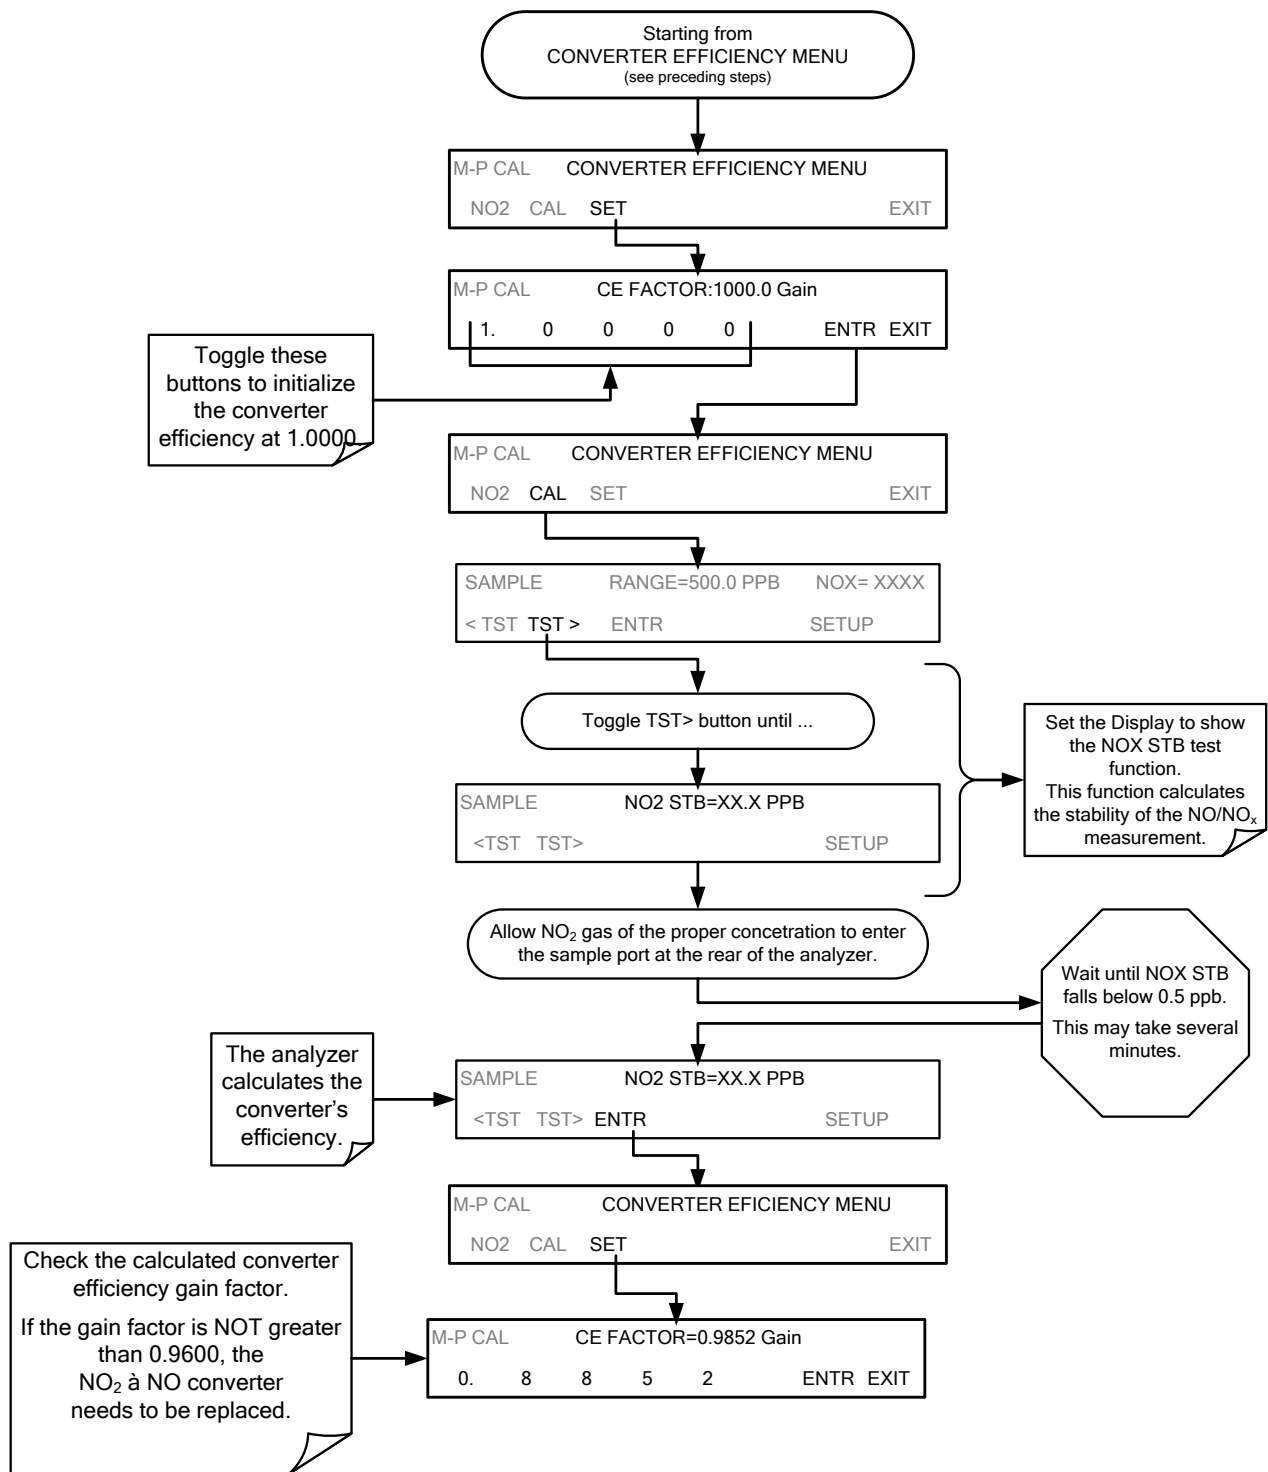 Starting from
CONVERTER EFFICIENCY MENU
(see preceding steps)
M-P CAL CONVERTER EFFICIENCY MENU
NO2 CAL SET EXIT
M-P CAL CE FACTOR:1000.0 Gain
1. 0 0 0 0 ENTR EXIT
Toggle these
buttons to initialize
the converter
efficiency at 1.0000.
M-P CAL CONVERTER EFFICIENCY MENU
NO2 CAL SET EXIT
SAMPLE RANGE=500.0 PPB NOX= XXXX
< TST TST > ENTR SETUP
Toggle TST> button until ...
SAMPLE NO2 STB=XX.X PPB
<TST TST> SETUP
Set the Display to show
the NOX STB test
function.
This function calculates
the stability of the NO/NOx
measurement.
Allow NO2 gas of the proper concetration to enter
the sample port at the rear of the analyzer.
Wait until NOX STB
falls below 0.5 ppb.
This may take several
minutes.
The analyzer
calculates the
converter’s
efficiency.
SAMPLE NO2 STB=XX.X PPB
<TST TST> ENTR SETUP
M-P CAL CONVERTER EFICIENCY MENU
NO2 CAL SET EXIT
Check the calculated converter
efficiency gain factor.
If the gain factor is NOT greater
than 0.9600, the
NO2 à NO converter
needs to be replaced.
M-P CAL CE FACTOR=0.9852 Gain
0. 8 8 5 2 ENTR EXIT